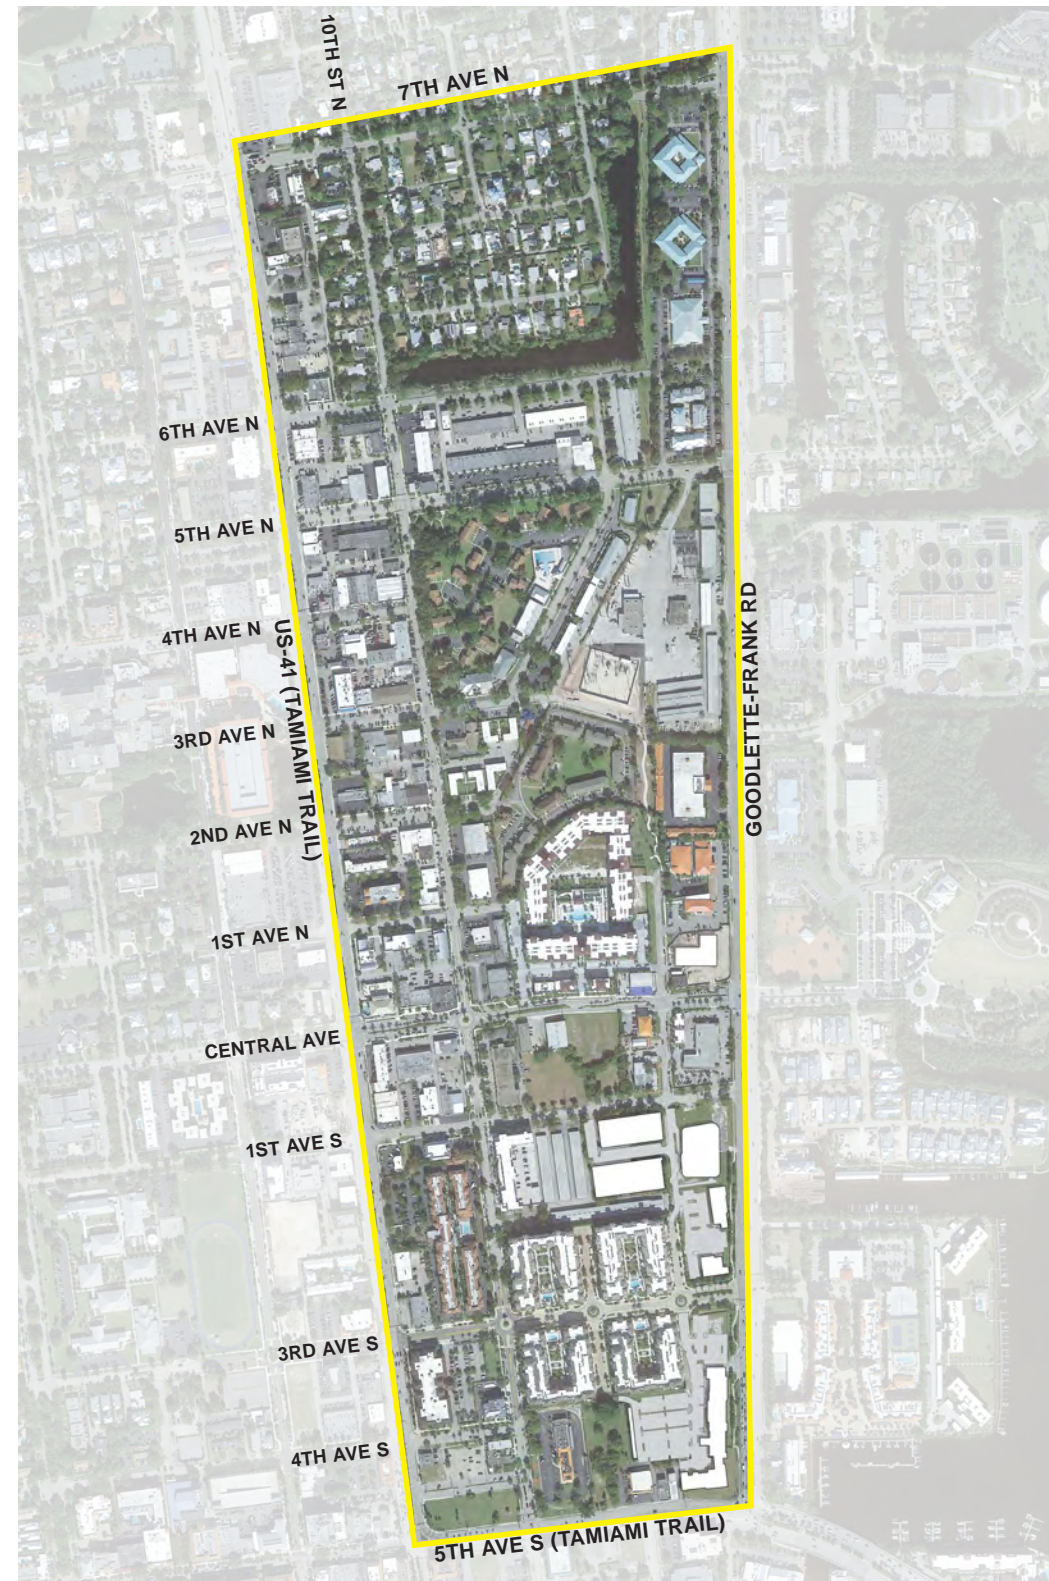 10TH ST N
7TH AVE N
6TH AVE N
5TH AVE N
4TH AVE N
US-41 (TAMIAMI TRAIL)
GOODLETTE-FRANK RD
3RD AVE N
2ND AVE N
1ST AVE N
CENTRAL AVE
1ST AVE S
3RD AVE S
4TH AVE S
5TH AVE S (TAMIAMI TRAIL)